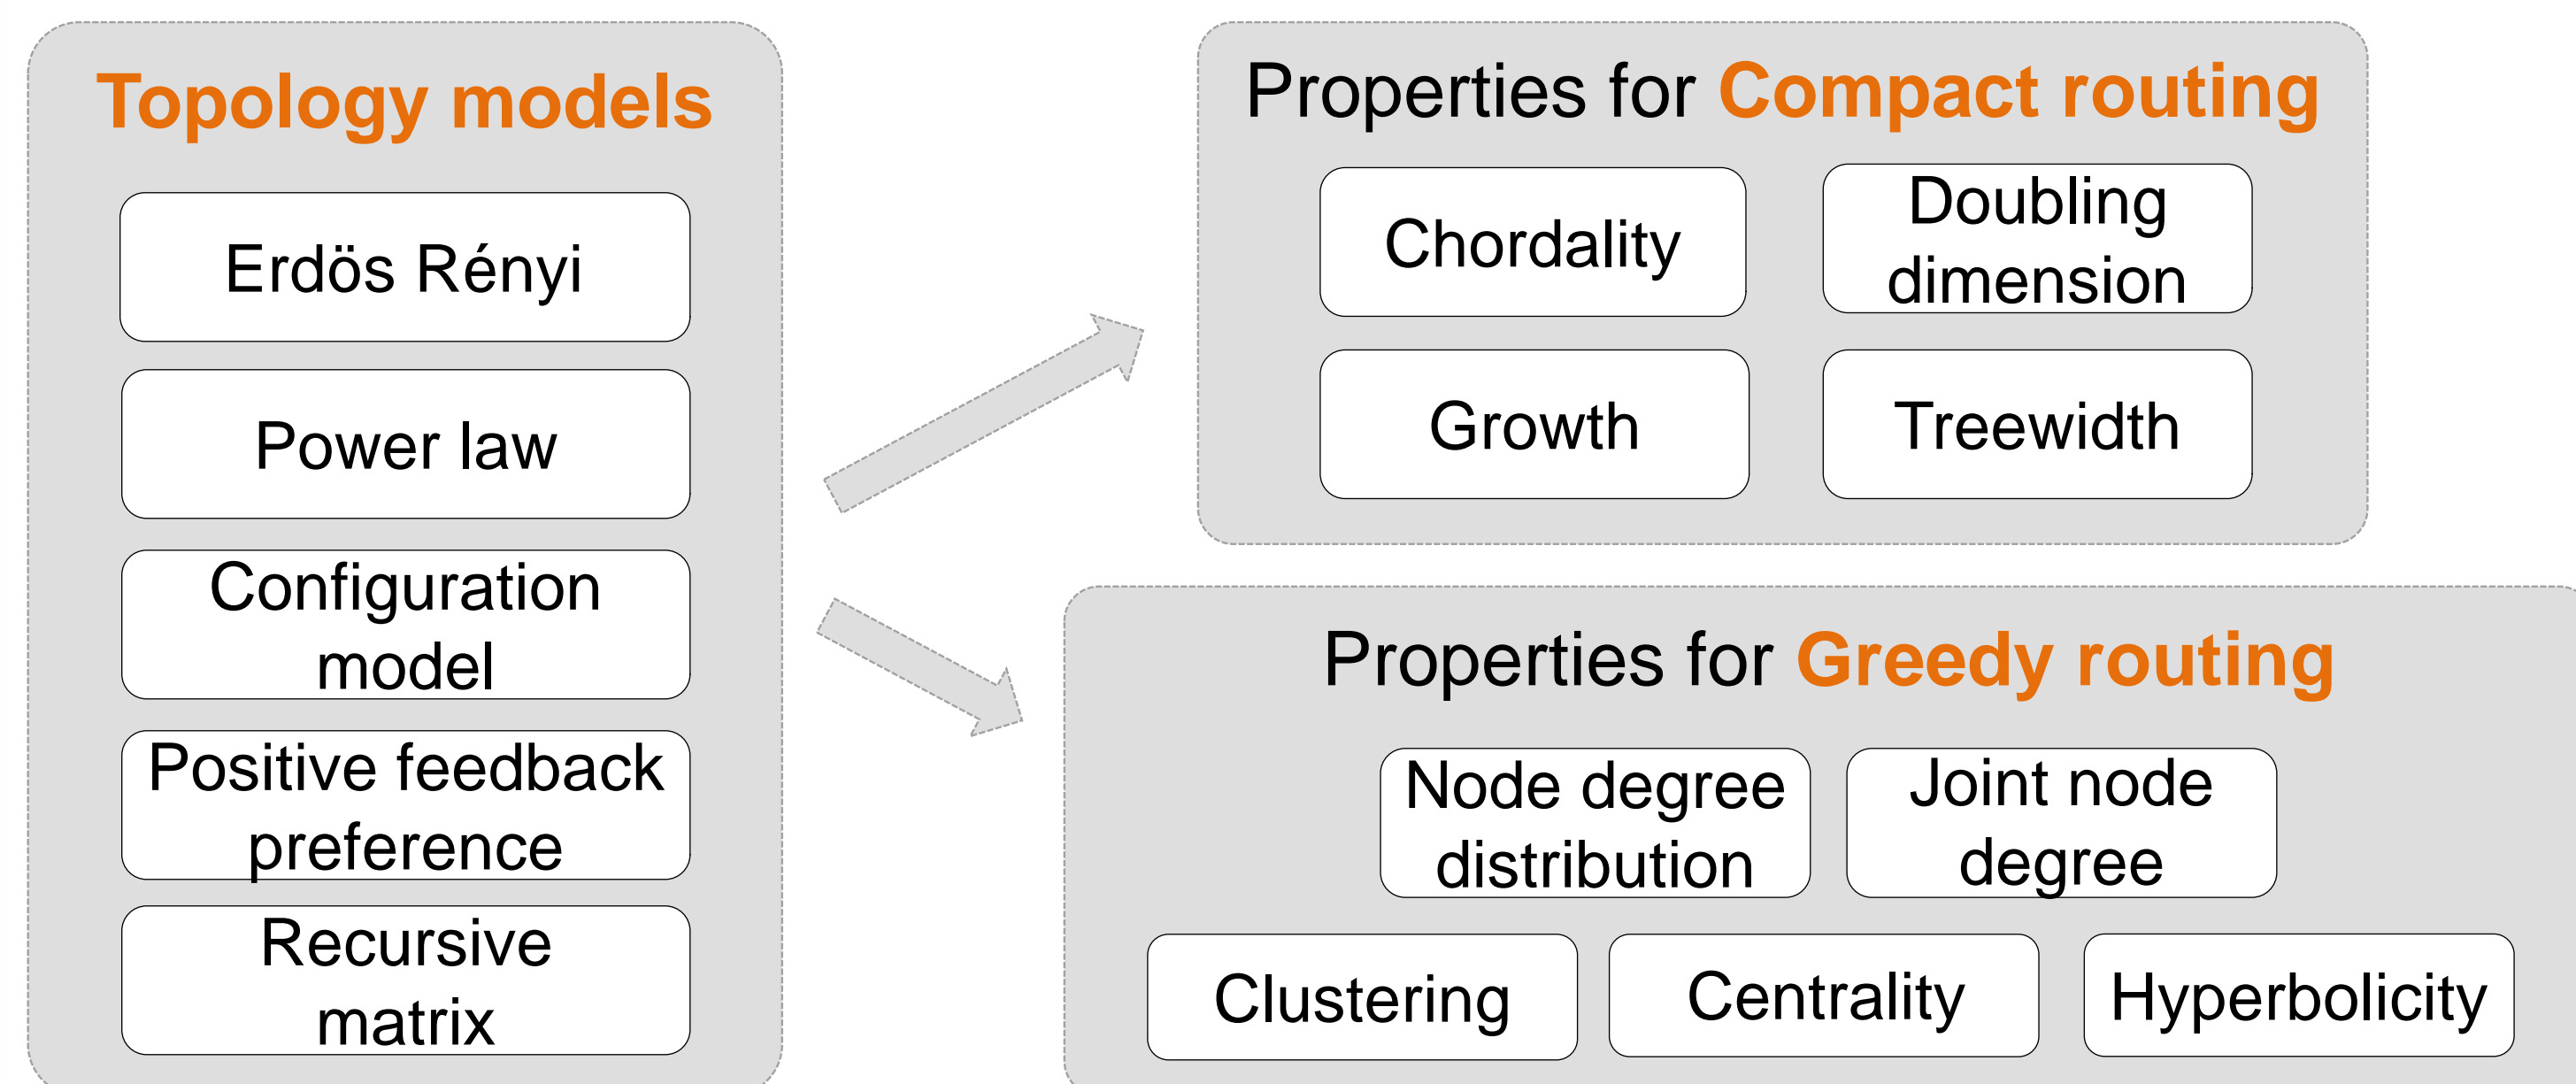 Topology models
Erdös Rényi
Power law
Configuration
model
Positive feedback
preference
Recursive
matrix
Properties for Compact routing
Chordality
Doubling
dimension
Growth
Treewidth
Properties for Greedy routing
Node degree
distribution
Joint node
degree
Clustering
Centrality
Hyperbolicity